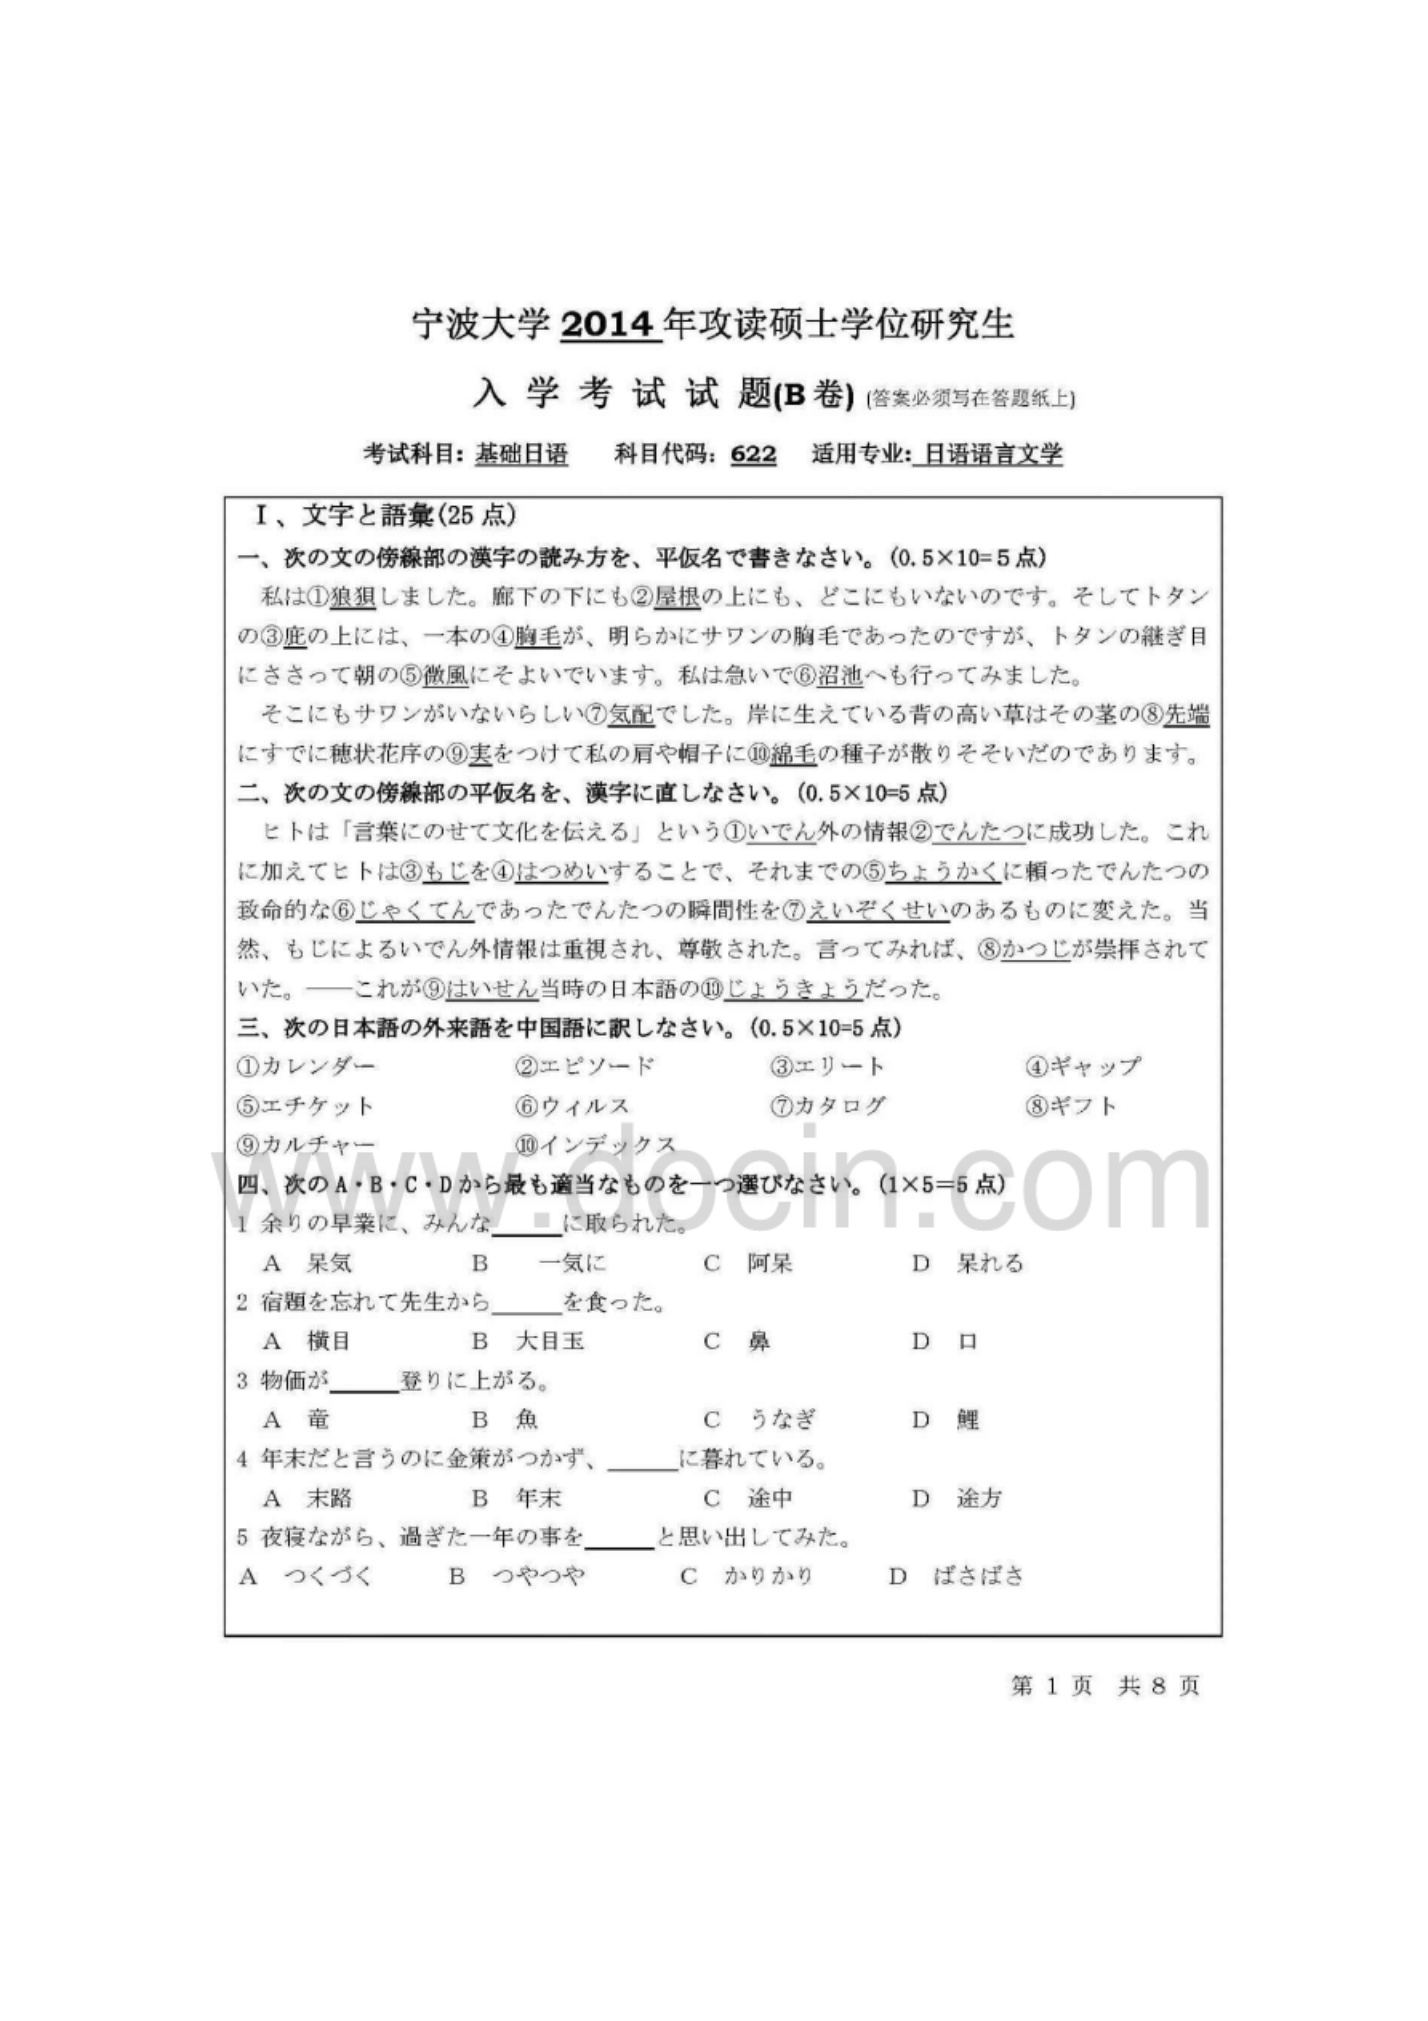 宁波大学 2014 年攻读硕士学位研究生
入 学 考 试 试 题(B 卷) (答案必须写在答题纸上)
考试科目: 基础日语 科目代码: 622 适用专业: 日语语言文学
Ⅰ、文字と語彙(25 点)
一、次の文の傍線部の漢字の読み方を、平仮名で書きなさい。(0.5×10=5 点)
私は①狼狽しました。廊下の下にも②屋根の上にも、どこにもいないのです。そしてトタン
の③庇の上には、一本の④胸毛が、明らかにサワンの胸毛であったのですが、トタンの継ぎ目
にささって朝の⑤微風にそよいでいます。私は急いで⑥沼池へも行ってみました。
そこにもサワンがいないらしい⑦気配でした。岸に生えている背の高い草はその茎の⑧先端
にすでに穂状花序の⑨実をつけて私の肩や帽子に⑩綿毛の種子が散りそそいだのであります。
二、次の文の傍線部の平仮名を、漢字に直しなさい。(0.5×10=5 点)
ヒトは「言葉にのせて文化を伝える」という①いでん外の情報②でんたつに成功した。これ
に加えてヒトは③もじを④はつめいすることで、それまでの⑤ちょうかくに頼ったでんたつの
致命的な⑥じゃくてんであったでんたつの瞬間性を⑦えいぞくせいのあるものに変えた。当
然、もじによるいでん外情報は重視され、尊敬された。言ってみれば、⑧かつじが崇拝されて
いた。——これが⑨はいせん当時の日本語の⑩じょうきょうだった。
三、次の日本語の外来語を中国語に訳しなさい。(0.5×10=5 点)
①カレンダー ②エピソード ③エリート ④ギャップ
⑤エチケット ⑥ウィルス ⑦カタログ ⑧ギフト
⑨カルチャー ⑩インデックス
四、次の A・B・C・D から最も適当なものを一つ選びなさい。(1×5=5 点)
1 余りの早業に、みんな______に取られた。
A 呆気 B 一気に C 阿呆 D 呆れる
2 宿題を忘れて先生から______を食った。
A 横目 B 大目玉 C 鼻 D 口
3 物価が______登りに上がる。
A 竜 B 魚 C うなぎ D 鯉
4 年末だと言うのに金策がつかず、______に暮れている。
A 末路 B 年末 C 途中 D 途方
5 夜寝ながら、過ぎた一年の事を______と思い出してみた。
A つくづく B つやつや C かりかり D ばさばさ
第 1 页 共 8 页
www.docin.com